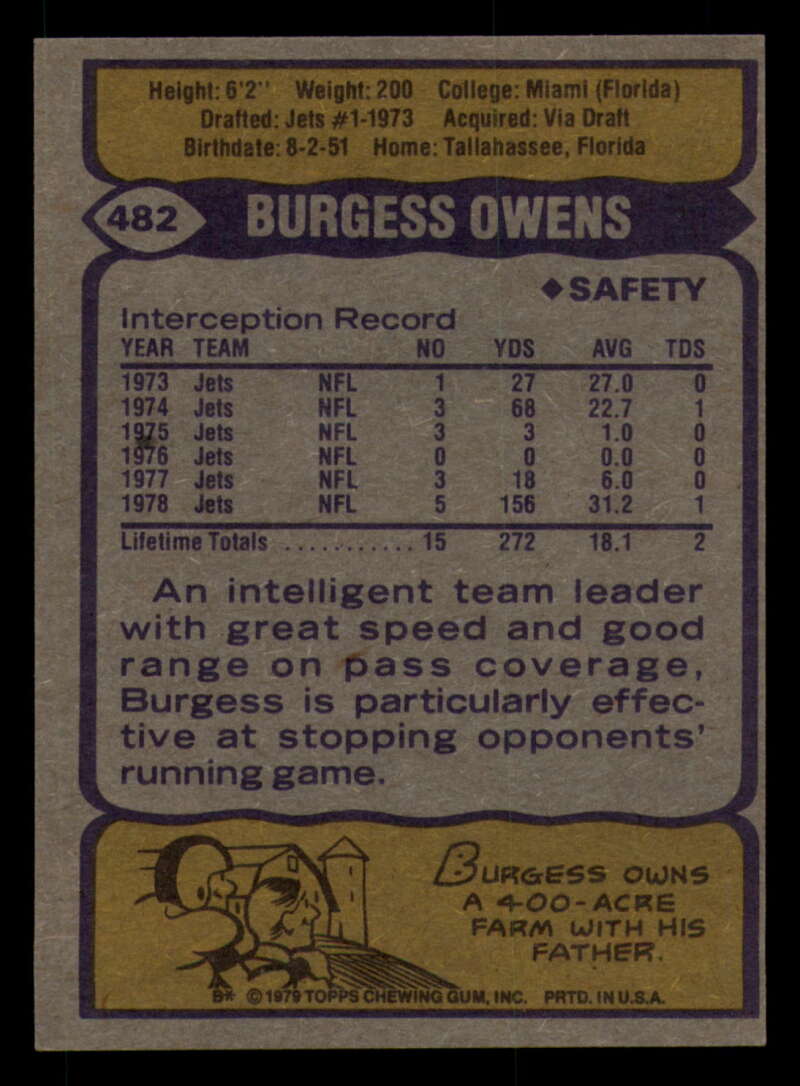 Height: 6'2" Weight: 200 College: Miami (Florida)
Drafted: Jets #1-1973 Acquired: Via Draft
Birthdate: 8-2-51 Home: Tallahassee, Florida
482 BURGESS OWENS
◆SAFETY
Interception Record
YEAR TEAM NO YDS AVG TDS
1973 Jets NFL 1 27 27.0 0
1974 Jets NFL 3 68 22.7 1
1975 Jets NFL 3 3 1.0 0
1976 Jets NFL 0 0 0.0 0
1977 Jets NFL 3 18 6.0 0
1978 Jets NFL 5 156 31.2 1
Lifetime Totals ............ 15 272 18.1 2
An intelligent team leader
with great speed and good
range on pass coverage,
Burgess is particularly effec-
tive at stopping opponents'
running game.
BURGESS OWNS
A 400-ACRE
FARM WITH HIS
FATHER.
B* © 1979 TOPPS CHEWING GUM, INC. PRTD. IN U.S.A.